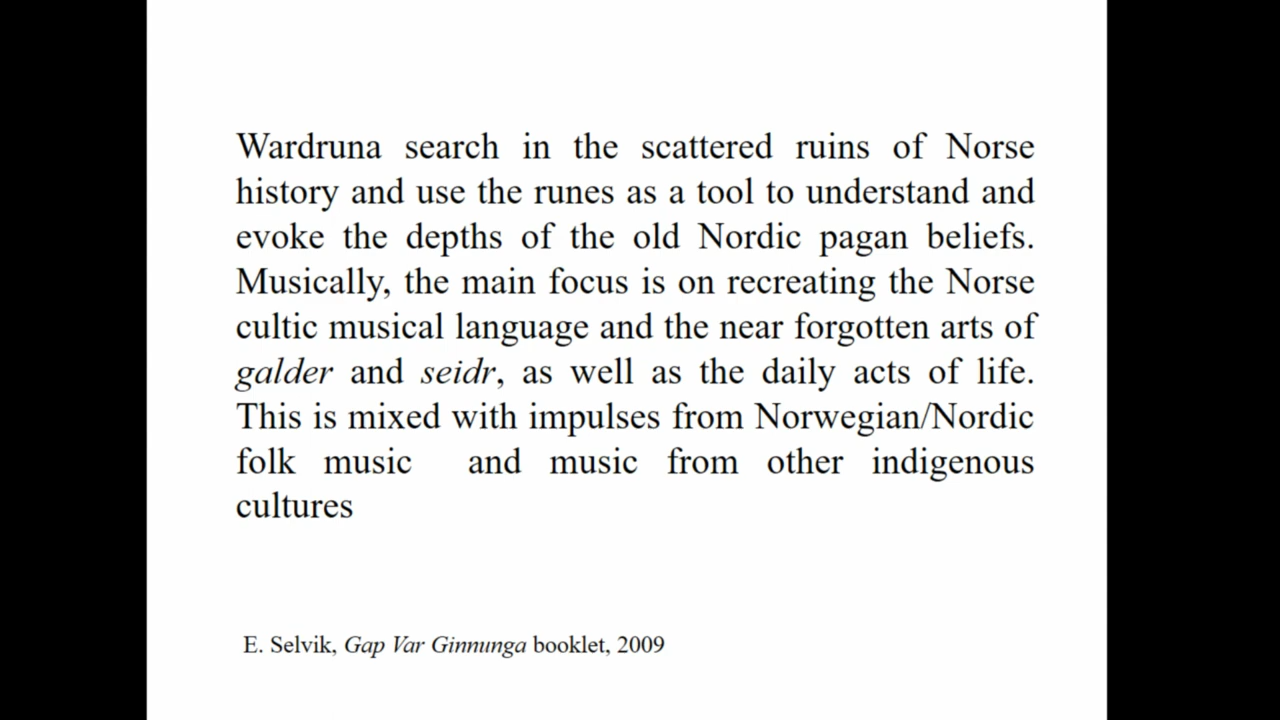 Wardruna search in the scattered ruins of Norse
history and use the runes as a tool to understand and
evoke the depths of the old Nordic pagan beliefs.
Musically, the main focus is on recreating the Norse
cultic musical language and the near forgotten arts of
galder and seidr, as well as the daily acts of life.
This is mixed with impulses from Norwegian/Nordic
folk music and music from other indigenous
cultures
E. Selvik, Gap Var Ginnunga booklet, 2009